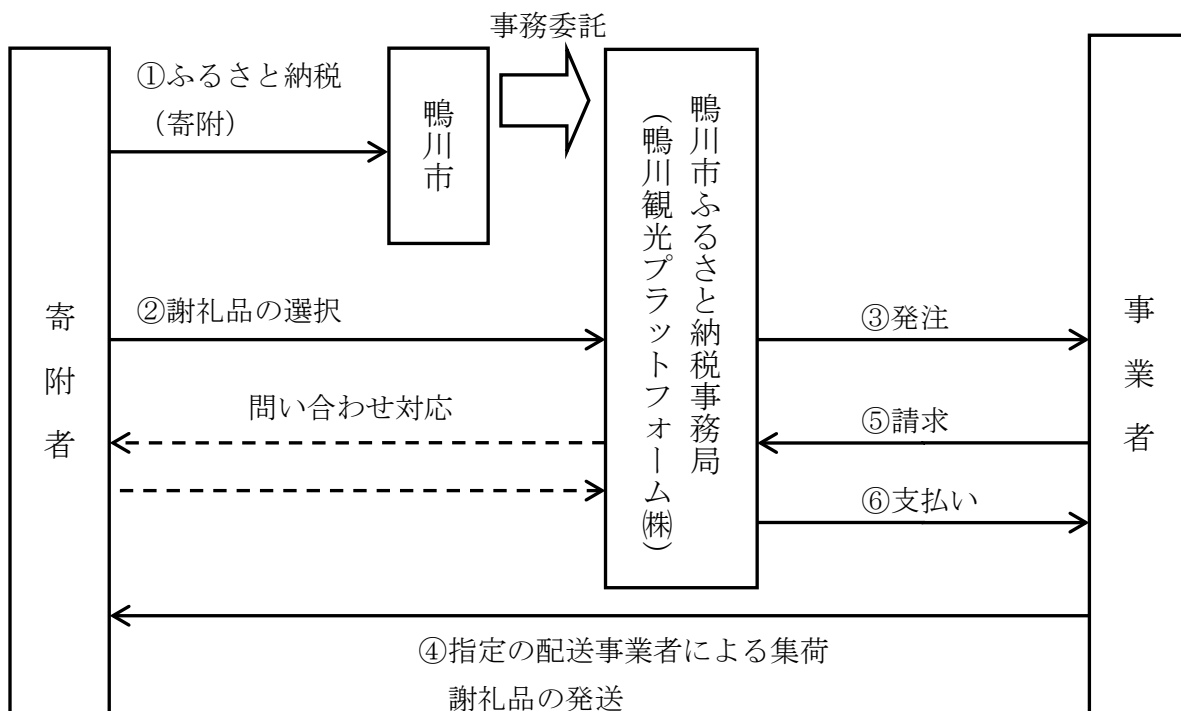 事務委託
①ふるさと納税
（寄附）
鴨川市
鴨川市ふるさと納税事務局
（鴨川観光プラットフォーム㈱）
寄附者
②謝礼品の選択
③発注
事業者
問い合わせ対応
⑤請求
⑥支払い
④指定の配送事業者による集荷
謝礼品の発送